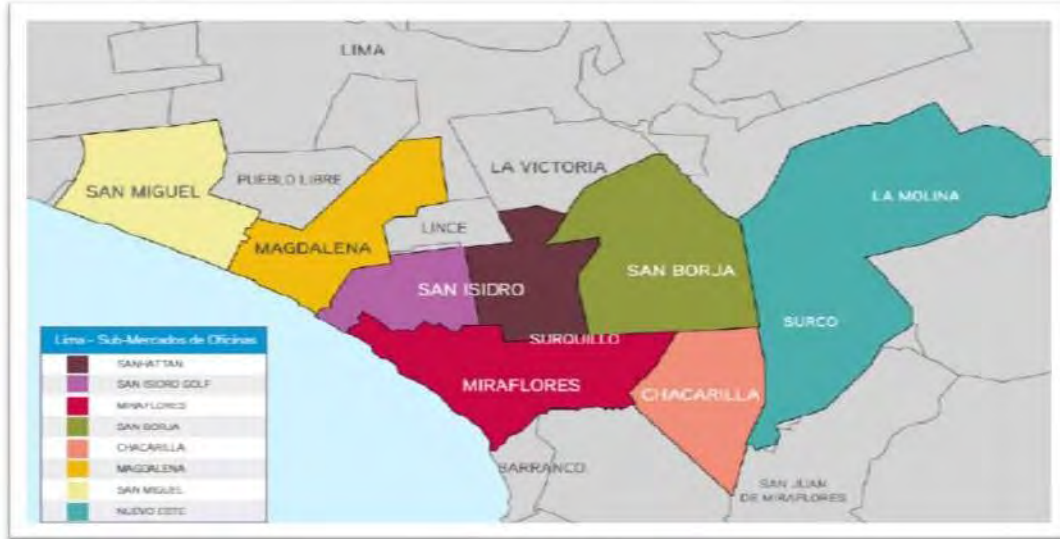 LIMA
LA VICTORIA
PUEBLO LIBRE
SAN MIGUEL
LA MOLINA
LINCE
MAGDALENA
SAN BORJA
SAN ISIDRO
SURCO
SURQUILLO
MIRAFLORES
CHACARILLA
BARRANCO
SAN JUAN
DE MIRAFLORES
Lima - Sub-Mercados de Oficinas
SANHATTAN
SAN ISIDRO GOLF
MIRAFLORES
SAN BORJA
CHACARILLA
MAGDALENA
SAN MIGUEL
NUEVO ESTE